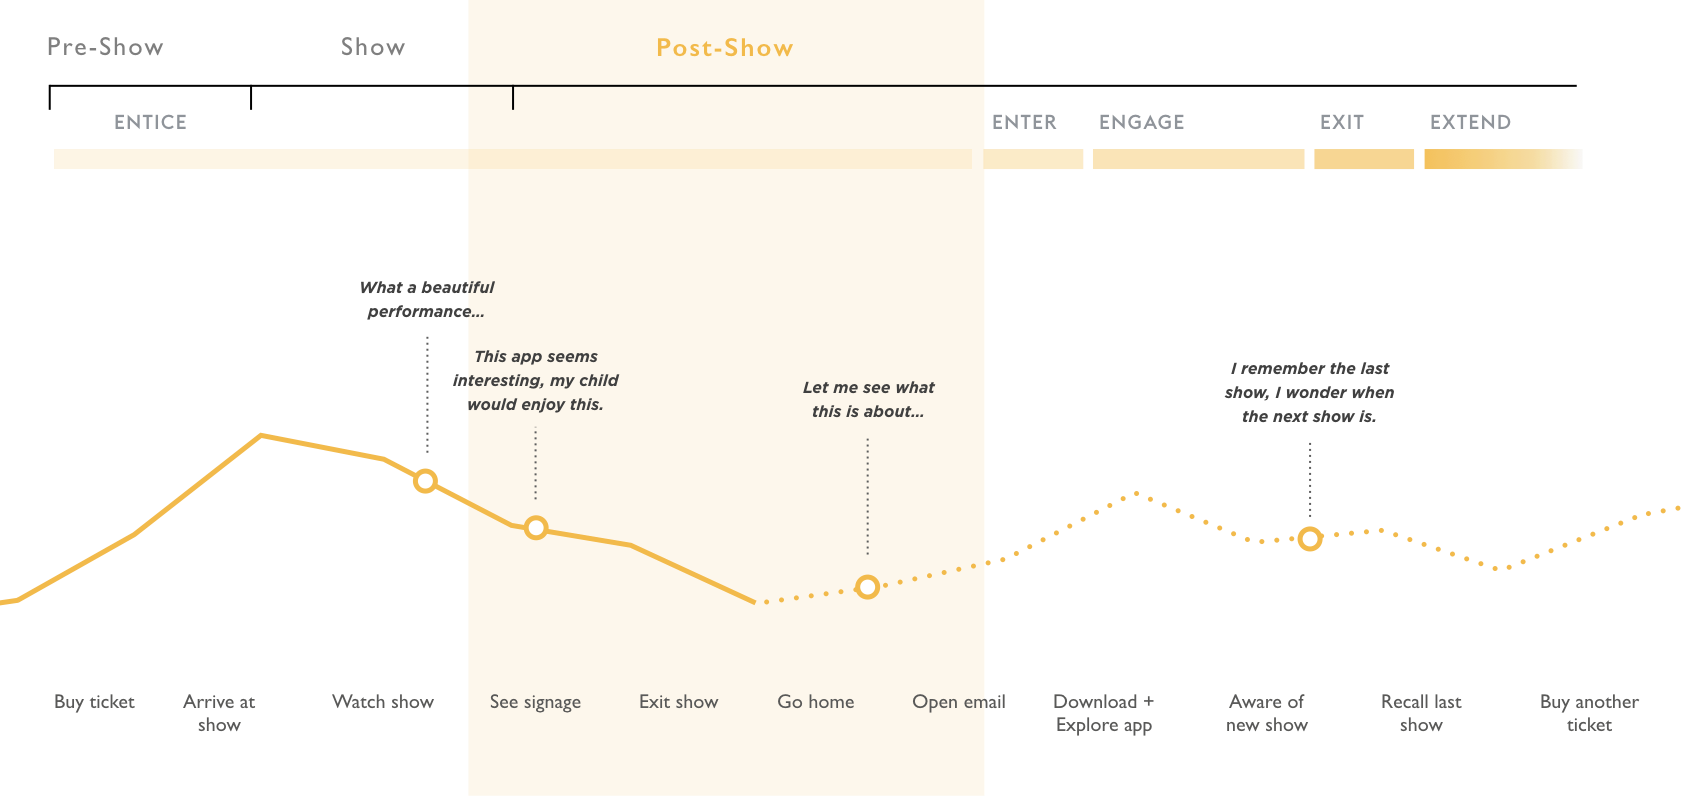 Pre-Show
Show
Post-Show
ENTICE
ENTER
ENGAGE
EXIT
EXTEND
What a beautiful
performance...
This app seems
interesting, my child
would enjoy this.
Let me see what
this is about...
I remember the last
show, I wonder when
the next show is.
Buy ticket
Arrive at
show
Watch show
See signage
Exit show
Go home
Open email
Download +
Explore app
Aware of
new show
Recall last
show
Buy another
ticket